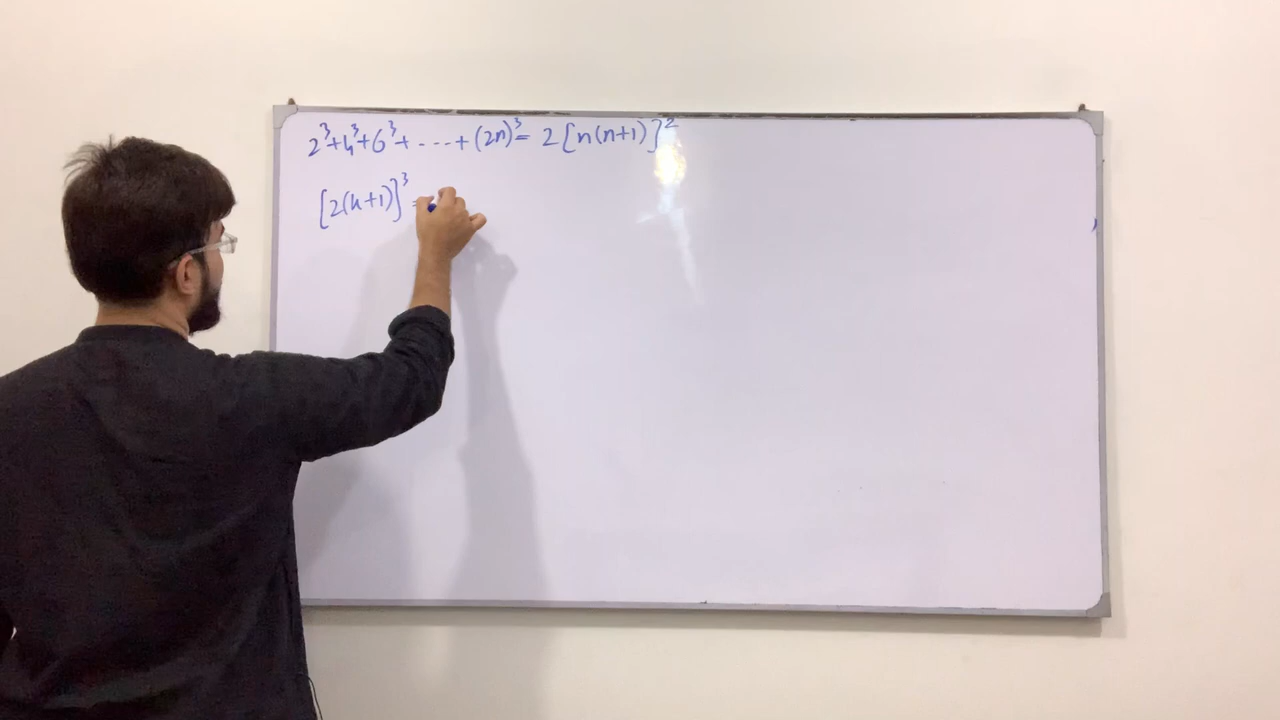 2³+4³+6³+---+(2n)³= 2[n(n+1)]²
[2(k+1)]³ =